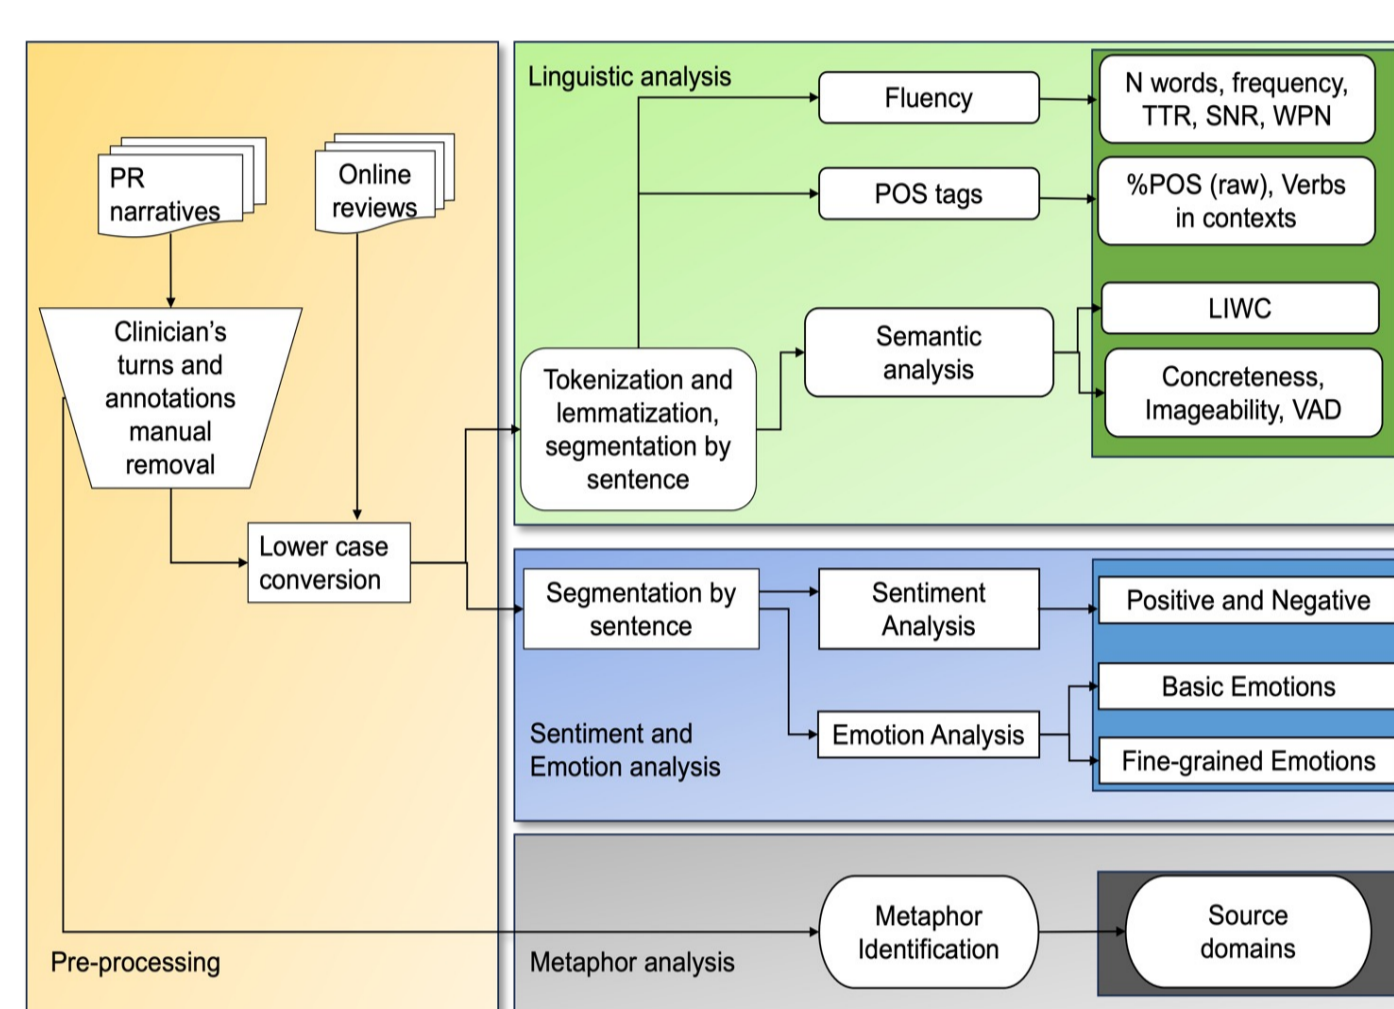 PR
narratives
Online
reviews
Clinician’s
turns and
annotations
manual
removal
Lower case
conversion
Pre-processing
Linguistic analysis
Tokenization and
lemmatization,
segmentation by
sentence
Fluency
N words, frequency,
TTR, SNR, WPN
POS tags
%POS (raw), Verbs
in contexts
Semantic
analysis
LIWC
Concreteness,
Imageability, VAD
Segmentation by
sentence
Sentiment
Analysis
Positive and Negative
Emotion Analysis
Basic Emotions
Fine-grained Emotions
Sentiment and
Emotion analysis
Metaphor
Identification
Source
domains
Metaphor analysis